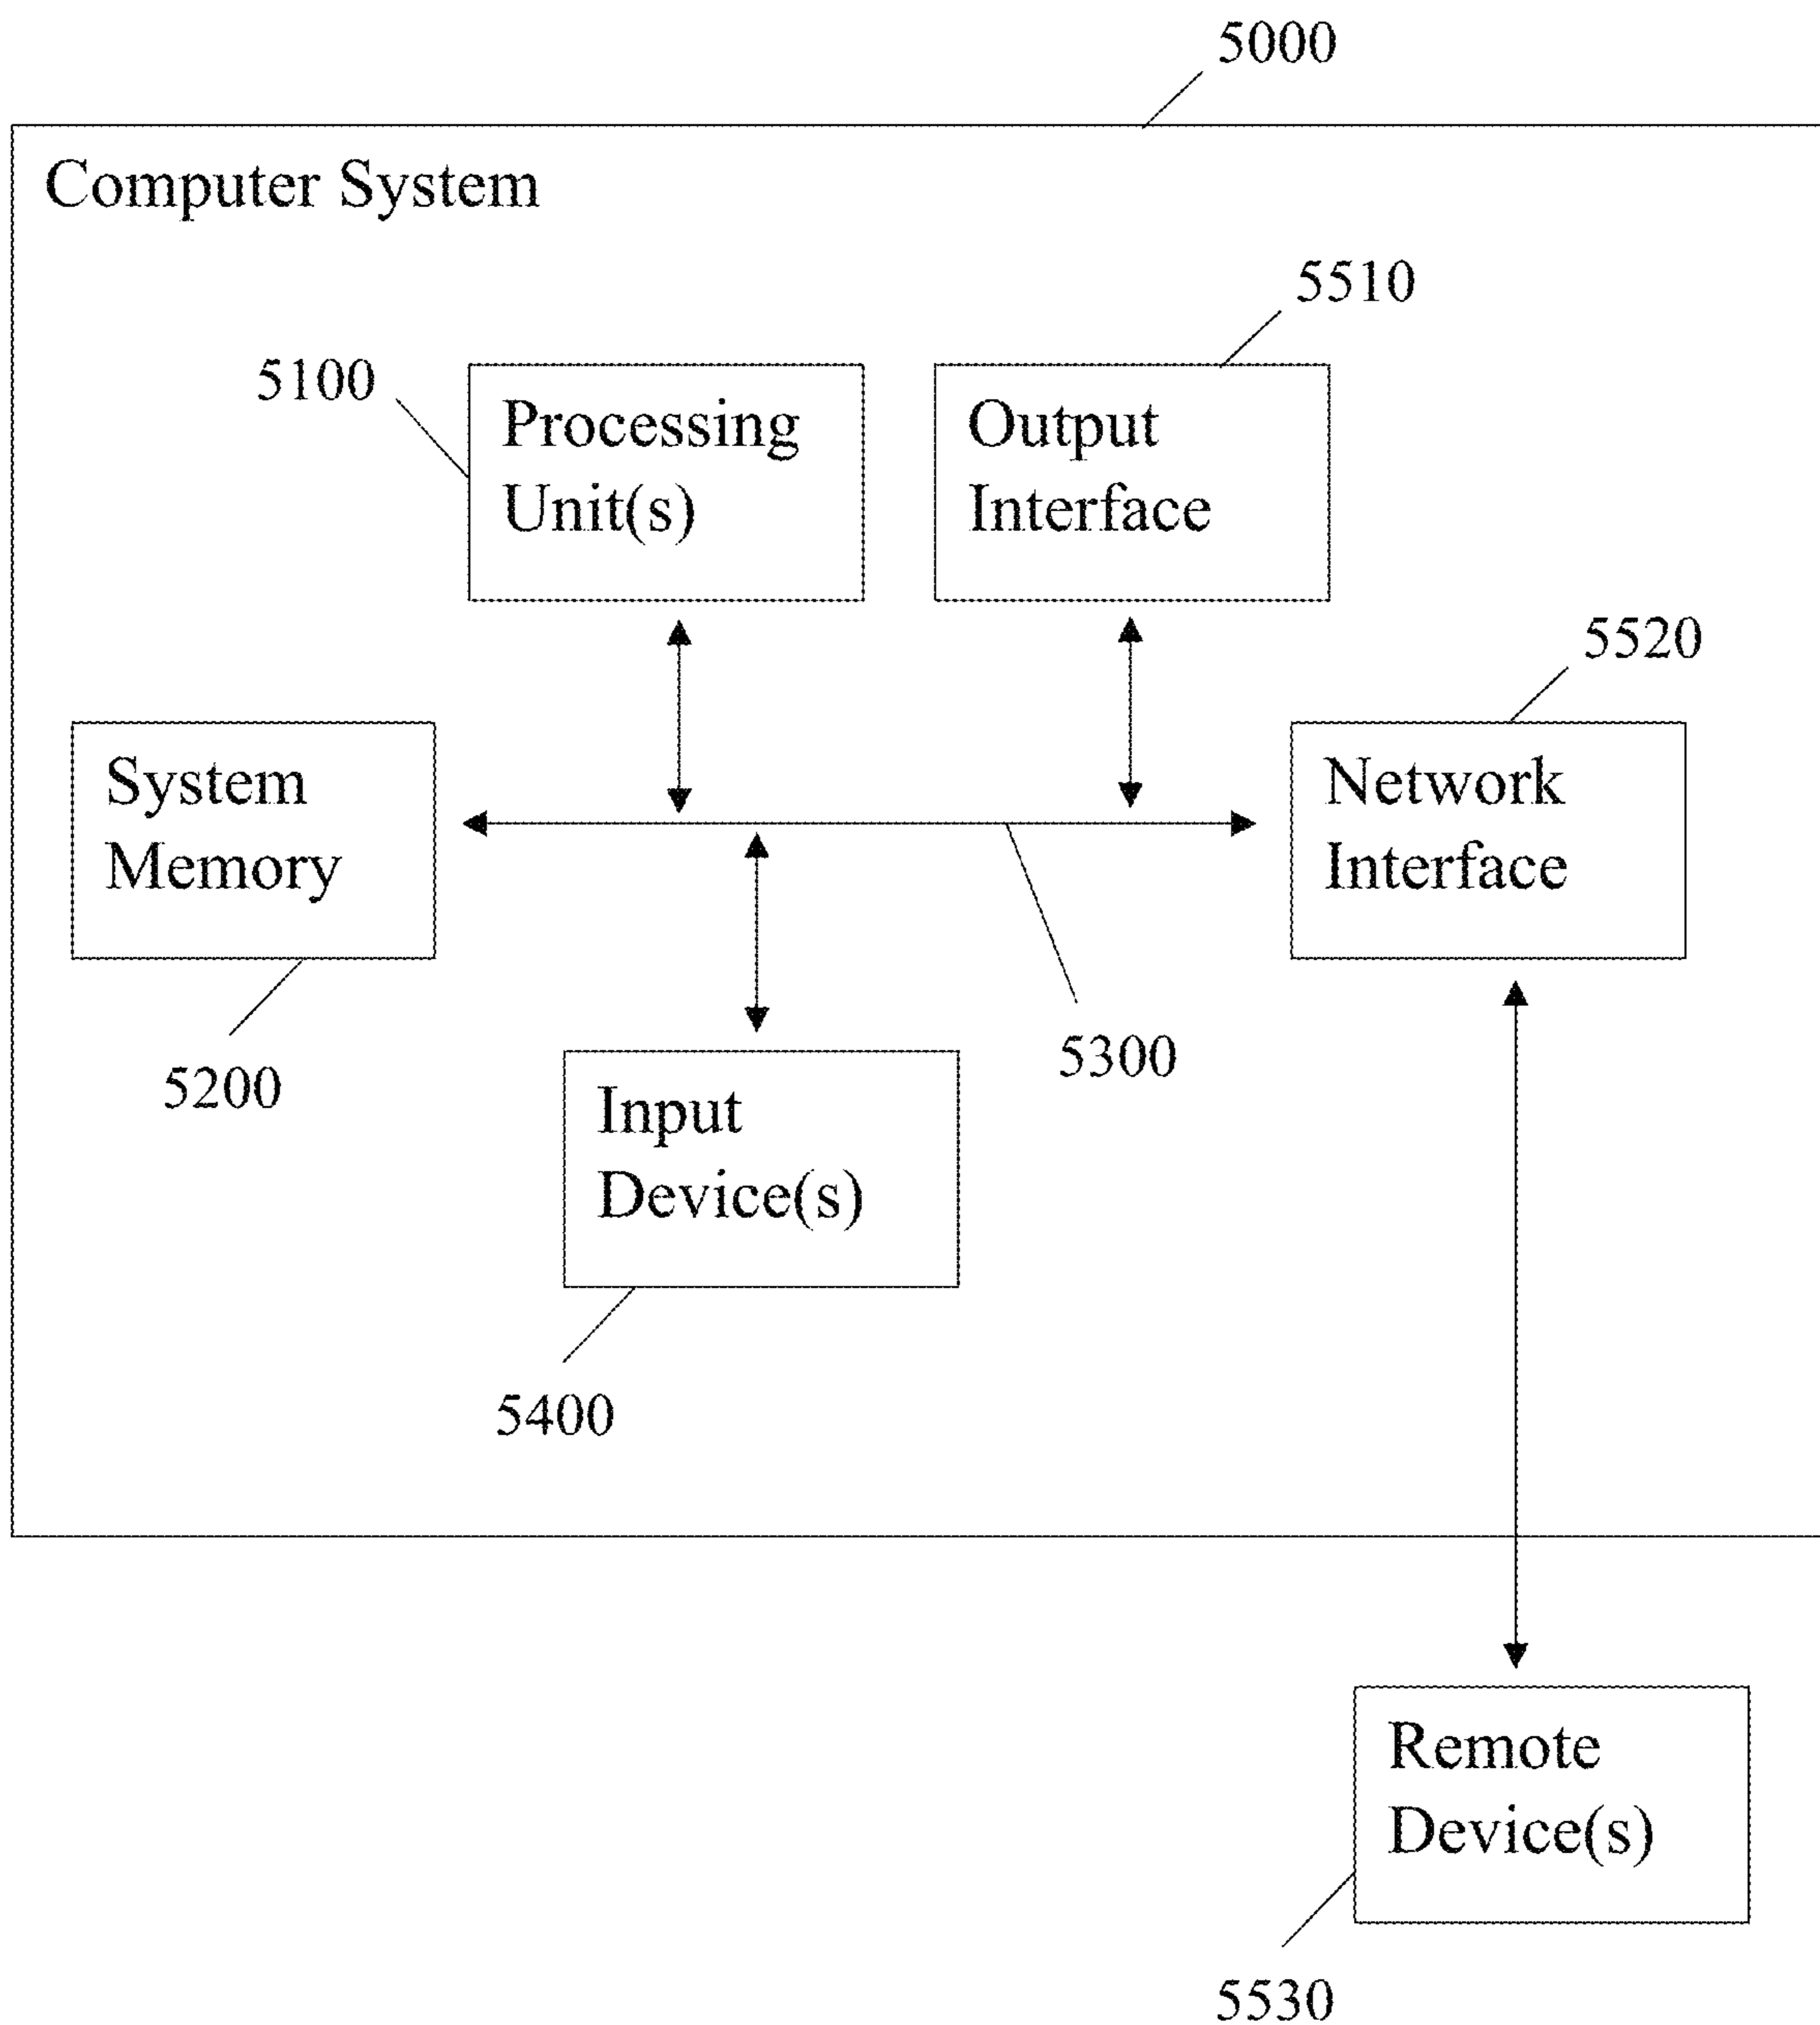 5000
Computer System
5510
5100
Processing
Unit(s)
Output
Interface
5520
System
Memory
Network
Interface
5300
5200
Input
Device(s)
5400
Remote
Device(s)
5530